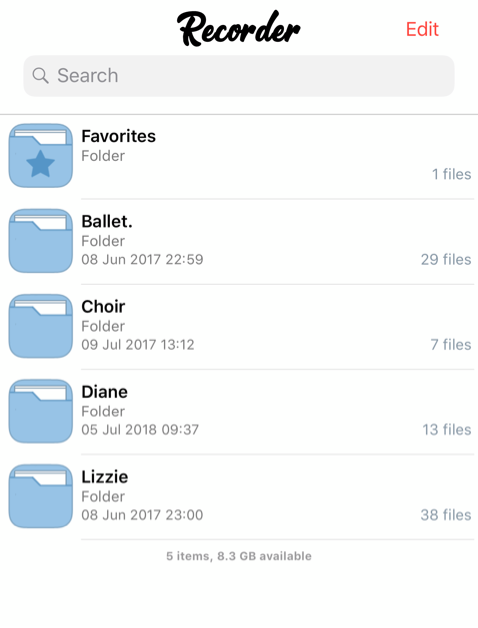 Recorder
Edit
Search
Favorites
Folder
1 files
Ballet.
Folder
08 Jun 2017 22:59
29 files
Choir
Folder
09 Jul 2017 13:12
7 files
Diane
Folder
05 Jul 2018 09:37
13 files
Lizzie
Folder
08 Jun 2017 23:00
38 files
5 items, 8.3 GB available